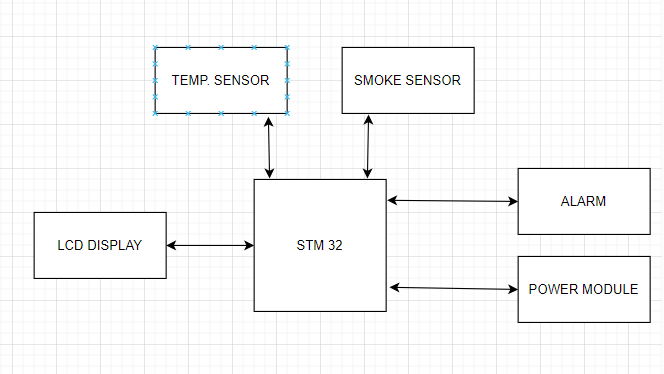 TEMP. SENSOR
SMOKE SENSOR
ALARM
LCD DISPLAY
STM 32
POWER MODULE